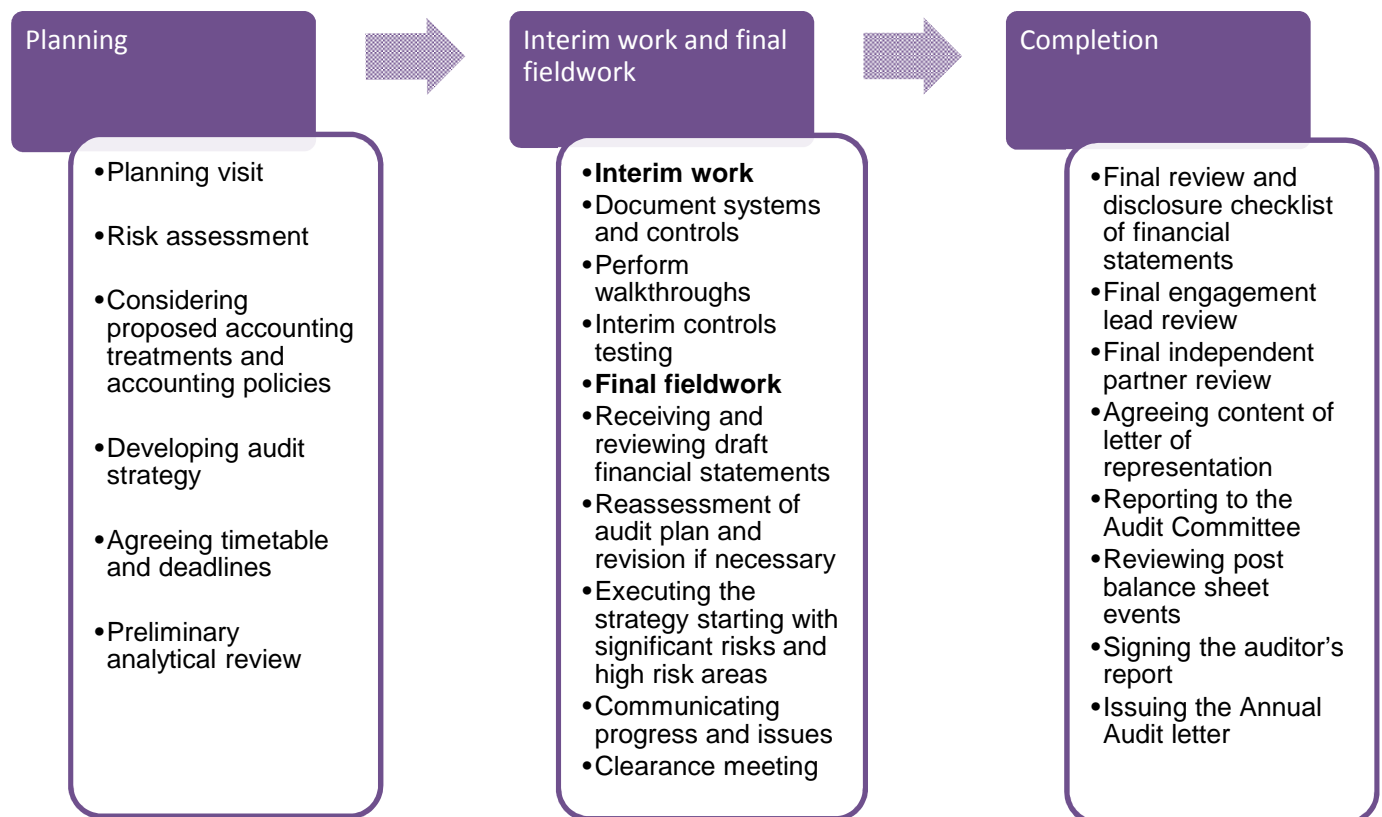 Planning
•Planning visit
•Risk assessment
•Considering
proposed accounting
treatments and
accounting policies
•Developing audit
strategy
•Agreeing timetable
and deadlines
•Preliminary
analytical review
Interim work and final
fieldwork
•Interim work
•Document systems
and controls
•Perform
walkthroughs
•Interim controls
testing
•Final fieldwork
•Receiving and
reviewing draft
financial statements
•Reassessment of
audit plan and
revision if necessary
•Executing the
strategy starting with
significant risks and
high risk areas
•Communicating
progress and issues
•Clearance meeting
Completion
•Final review and
disclosure checklist
of financial
statements
•Final engagement
lead review
•Final independent
partner review
•Agreeing content of
letter of
representation
•Reporting to the
Audit Committee
•Reviewing post
balance sheet
events
•Signing the auditor's
report
•Issuing the Annual
Audit letter